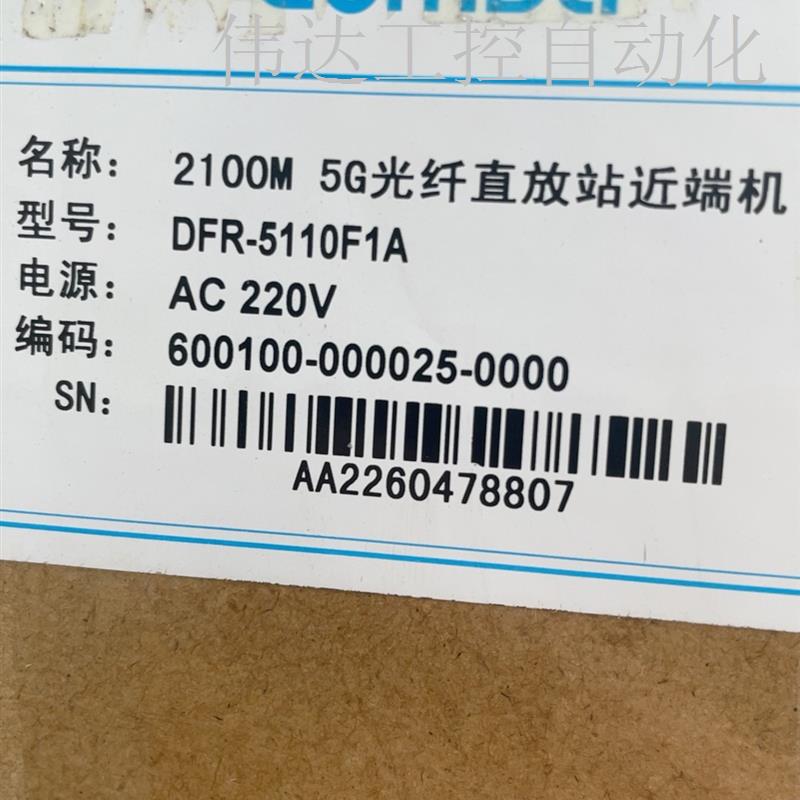 伟达工控自动化
名称： 2100M 5G光纤直放站近端机
型号： DFR-5110F1A
电源： AC 220V
编码： 600100-000025-0000
SN：
AA2260478807